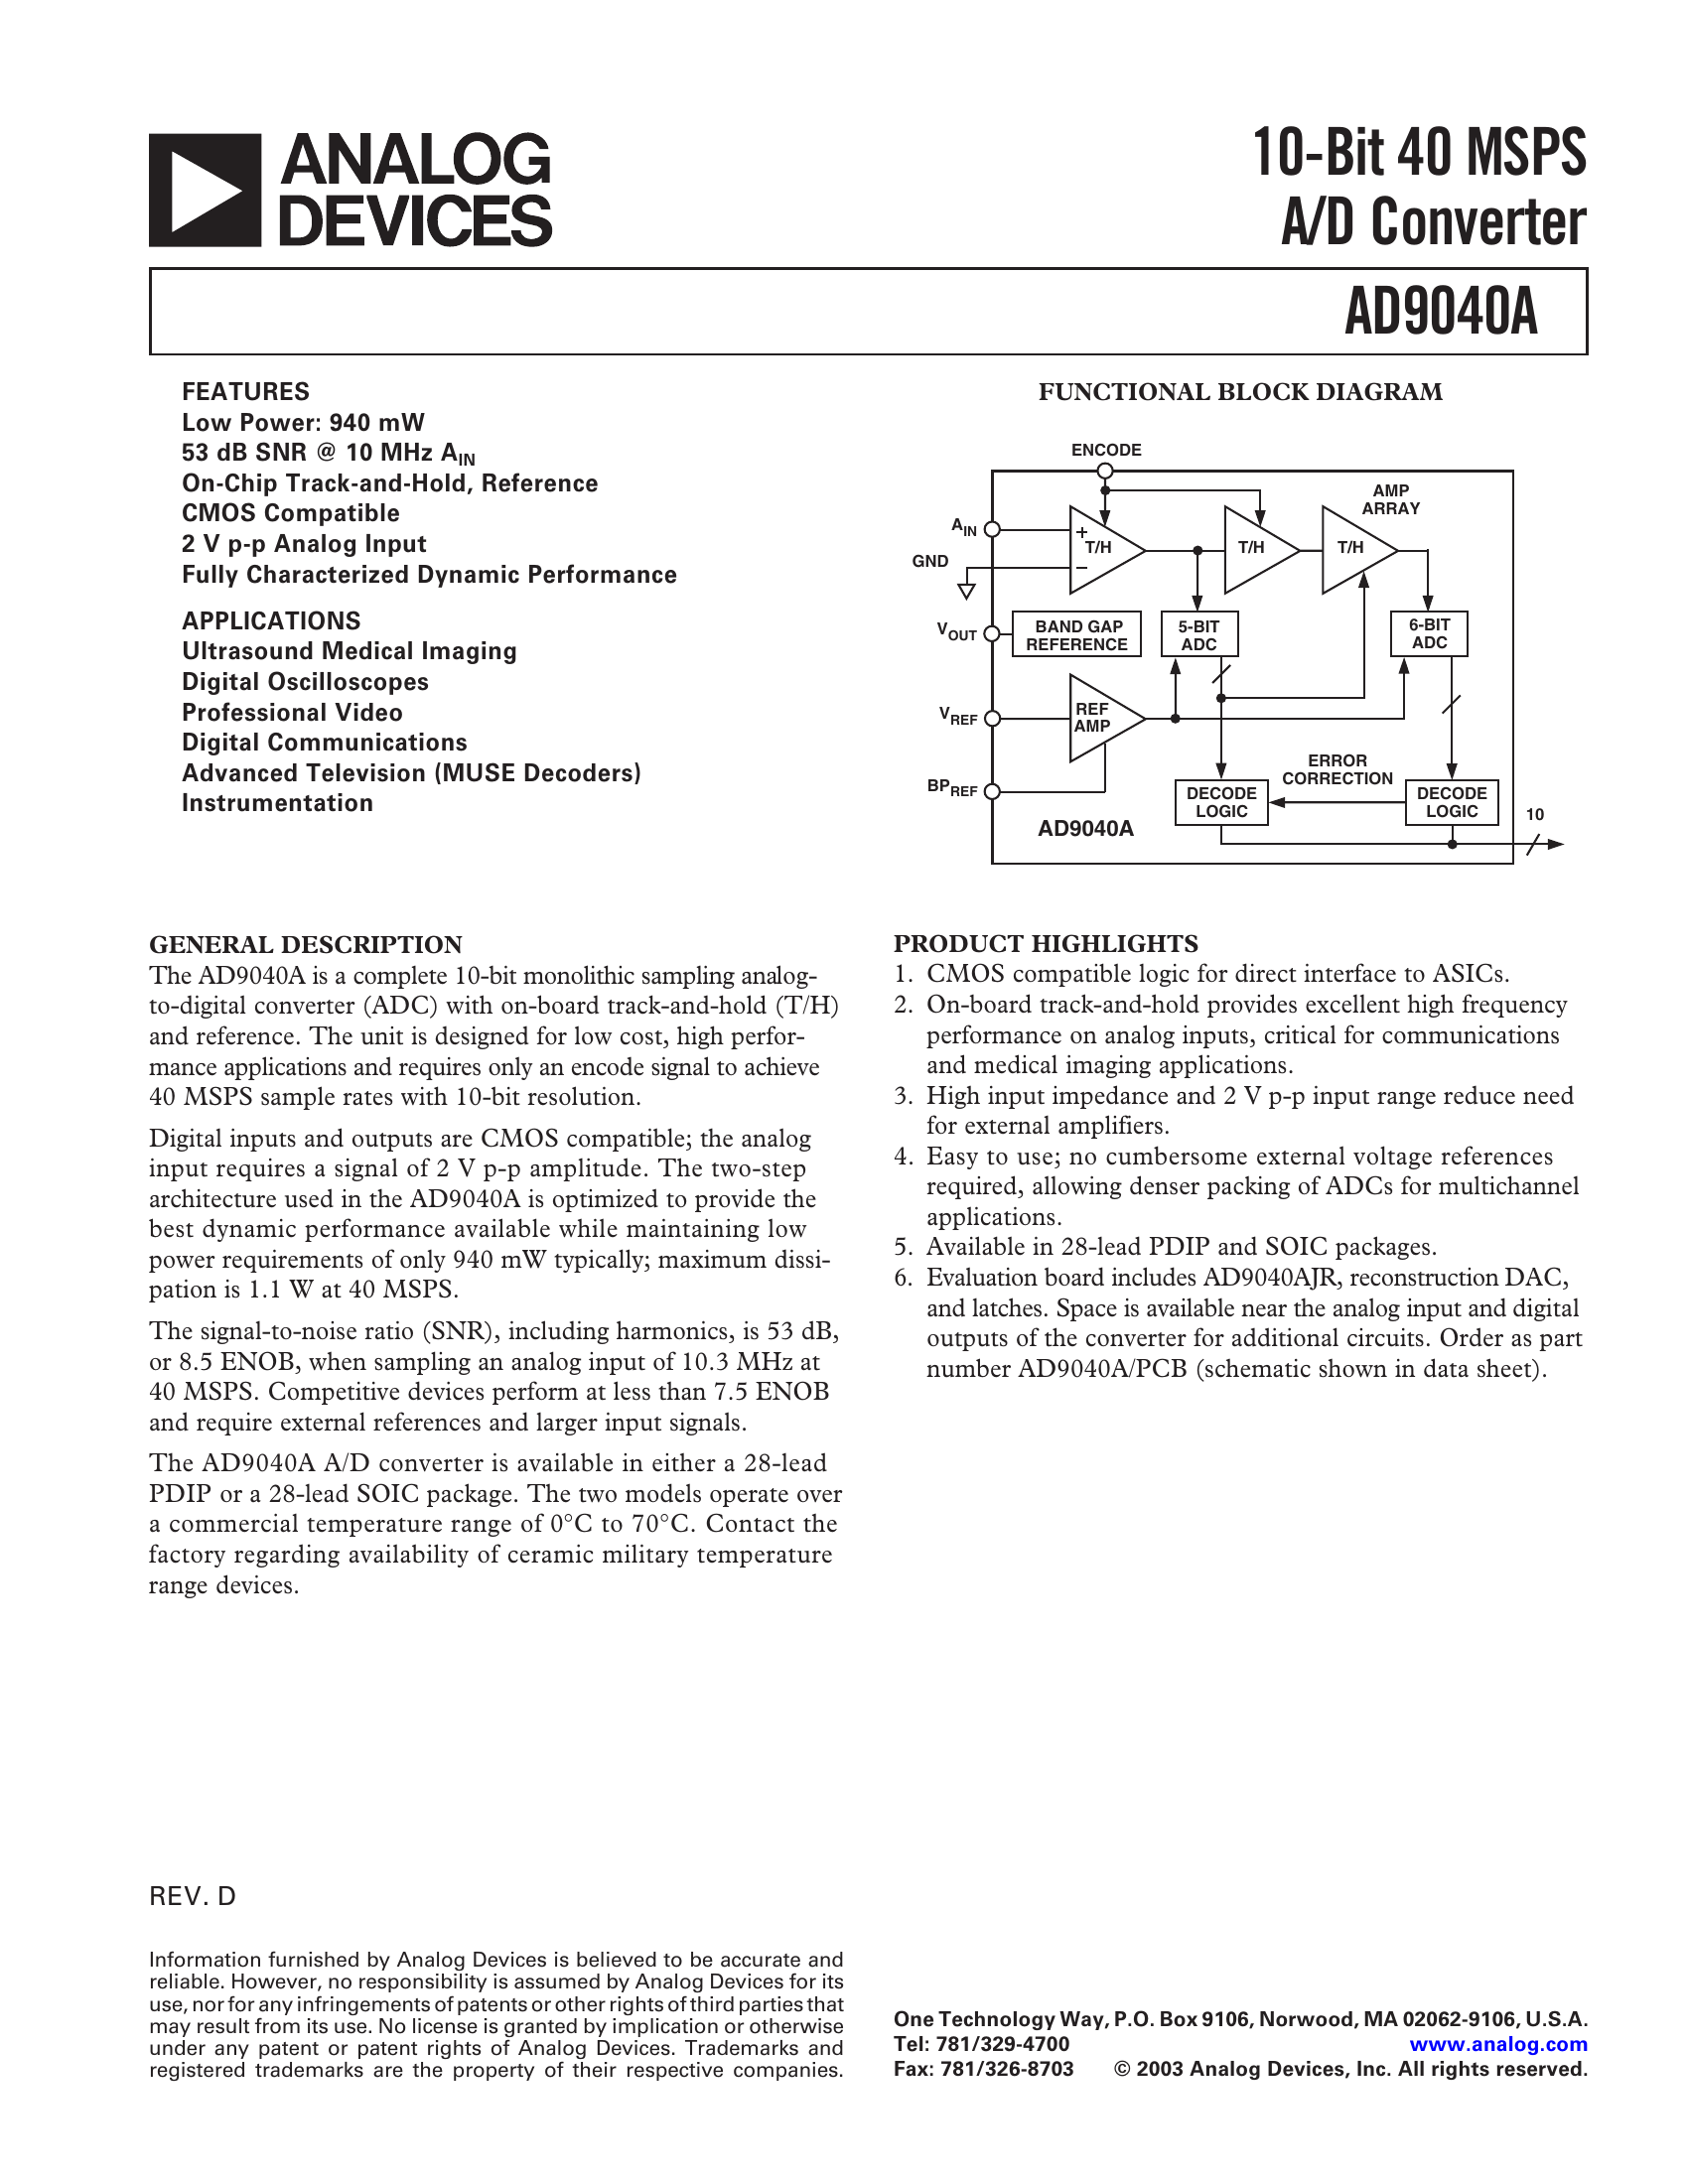 ANALOG
DEVICES
10-Bit 40 MSPS
A/D Converter
AD9040A
FEATURES
Low Power: 940 mW
53 dB SNR @ 10 MHz AIN
On-Chip Track-and-Hold, Reference
CMOS Compatible
2 V p-p Analog Input
Fully Characterized Dynamic Performance
APPLICATIONS
Ultrasound Medical Imaging
Digital Oscilloscopes
Professional Video
Digital Communications
Advanced Television (MUSE Decoders)
Instrumentation
FUNCTIONAL BLOCK DIAGRAM
ENCODE
AMP
ARRAY
AIN
+
T/H
T/H
T/H
GND
–
VOUT
BAND GAP
REFERENCE
5-BIT
ADC
6-BIT
ADC
VREF
REF
AMP
ERROR
CORRECTION
BPREF
DECODE
LOGIC
DECODE
LOGIC
10
AD9040A
GENERAL DESCRIPTION
The AD9040A is a complete 10-bit monolithic sampling analog-
to-digital converter (ADC) with on-board track-and-hold (T/H)
and reference. The unit is designed for low cost, high perfor-
mance applications and requires only an encode signal to achieve
40 MSPS sample rates with 10-bit resolution.
Digital inputs and outputs are CMOS compatible; the analog
input requires a signal of 2 V p-p amplitude. The two-step
architecture used in the AD9040A is optimized to provide the
best dynamic performance available while maintaining low
power requirements of only 940 mW typically; maximum dissi-
pation is 1.1 W at 40 MSPS.
The signal-to-noise ratio (SNR), including harmonics, is 53 dB,
or 8.5 ENOB, when sampling an analog input of 10.3 MHz at
40 MSPS. Competitive devices perform at less than 7.5 ENOB
and require external references and larger input signals.
The AD9040A A/D converter is available in either a 28-lead
PDIP or a 28-lead SOIC package. The two models operate over
a commercial temperature range of 0°C to 70°C. Contact the
factory regarding availability of ceramic military temperature
range devices.
PRODUCT HIGHLIGHTS
1. CMOS compatible logic for direct interface to ASICs.
2. On-board track-and-hold provides excellent high frequency
performance on analog inputs, critical for communications
and medical imaging applications.
3. High input impedance and 2 V p-p input range reduce need
for external amplifiers.
4. Easy to use; no cumbersome external voltage references
required, allowing denser packing of ADCs for multichannel
applications.
5. Available in 28-lead PDIP and SOIC packages.
6. Evaluation board includes AD9040AJR, reconstruction DAC,
and latches. Space is available near the analog input and digital
outputs of the converter for additional circuits. Order as part
number AD9040A/PCB (schematic shown in data sheet).
REV. D
Information furnished by Analog Devices is believed to be accurate and
reliable. However, no responsibility is assumed by Analog Devices for its
use, nor for any infringements of patents or other rights of third parties that
may result from its use. No license is granted by implication or otherwise
under any patent or patent rights of Analog Devices. Trademarks and
registered trademarks are the property of their respective companies.
One Technology Way, P.O. Box 9106, Norwood, MA 02062-9106, U.S.A.
Tel: 781/329-4700 www.analog.com
Fax: 781/326-8703 © 2003 Analog Devices, Inc. All rights reserved.